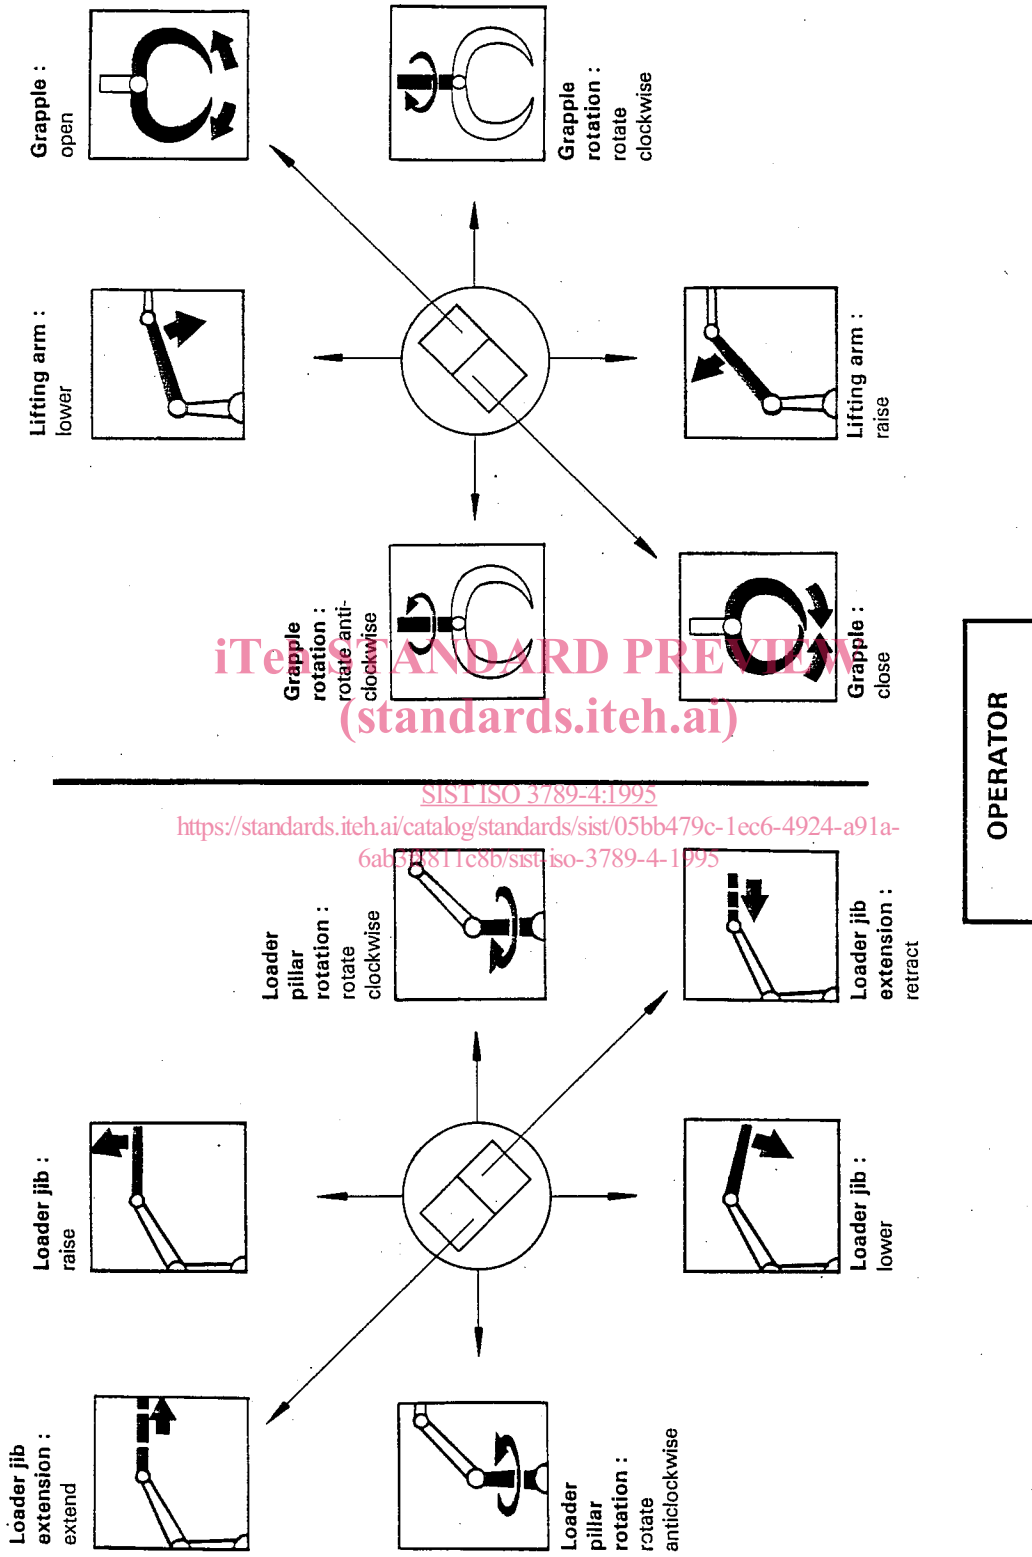 Loader jib
extension :
extend
Loader jib :
raise
Lifting arm :
lower
Grapple :
open
Loader
pillar
rotation :
rotate
clockwise
Grapple
rotation :
rotate anti-
clockwise
Loader
pillar
rotation :
rotate
anticlockwise
Grapple
rotation :
rotate
clockwise
Loader jib :
lower
Loader jib
extension :
retract
Grapple :
close
Lifting arm :
raise
OPERATOR
iTeh STANDARD PREVIEW
(standards.iteh.ai)
SIST ISO 3789-4:1995
https://standards.iteh.ai/catalog/standards/sist/05bb479c-1ec6-4924-a91a-
/sist-iso-3789-4-1995